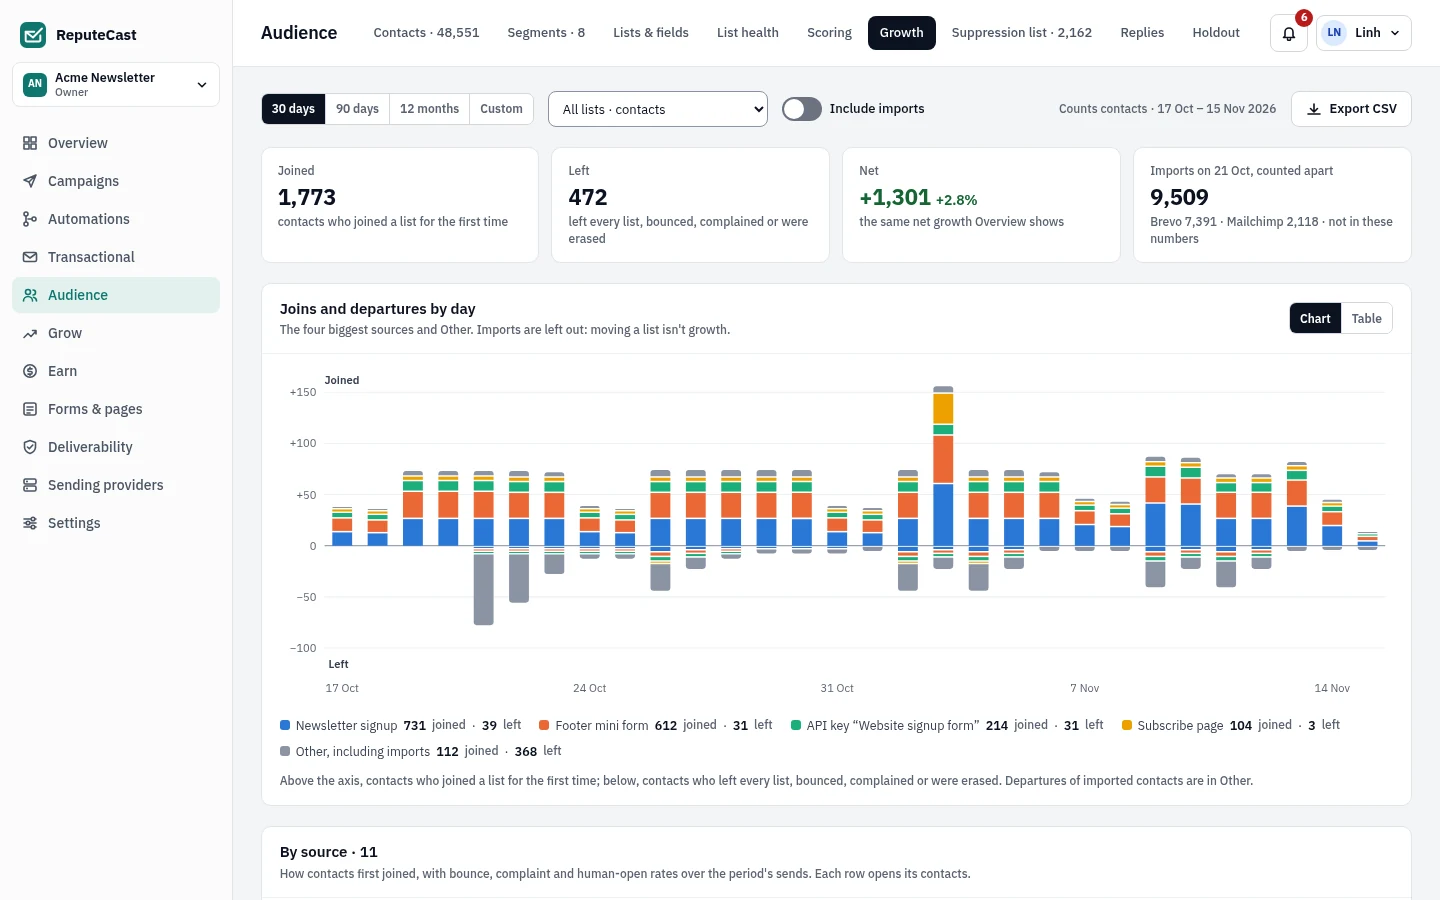 ReputeCast
AN
Acme Newsletter
Owner
Overview
Campaigns
Automations
Transactional
Audience
Grow
Earn
Forms & pages
Deliverability
Sending providers
Settings
Audience
Contacts · 48,551
Segments · 8
Lists & fields
List health
Scoring
Growth
Suppression list · 2,162
Replies
Holdout
6
LN
Linh
30 days
90 days
12 months
Custom
All lists · contacts
Include imports
Counts contacts · 17 Oct – 15 Nov 2026
Export CSV
Joined
1,773
contacts who joined a list for the first time
Left
472
left every list, bounced, complained or were
erased
Net
+1,301 +2.8%
the same net growth Overview shows
Imports on 21 Oct, counted apart
9,509
Brevo 7,391 · Mailchimp 2,118 · not in these
numbers
Joins and departures by day
The four biggest sources and Other. Imports are left out: moving a list isn't growth.
Chart
Table
Joined
+150
+100
+50
0
−50
−100
Left
17 Oct
24 Oct
31 Oct
7 Nov
14 Nov
Newsletter signup 731 joined · 39 left
Footer mini form 612 joined · 31 left
API key “Website signup form” 214 joined · 31 left
Subscribe page 104 joined · 3 left
Other, including imports 112 joined · 368 left
Above the axis, contacts who joined a list for the first time; below, contacts who left every list, bounced, complained or were erased. Departures of imported contacts are in Other.
By source · 11
How contacts first joined, with bounce, complaint and human-open rates over the period's sends. Each row opens its contacts.